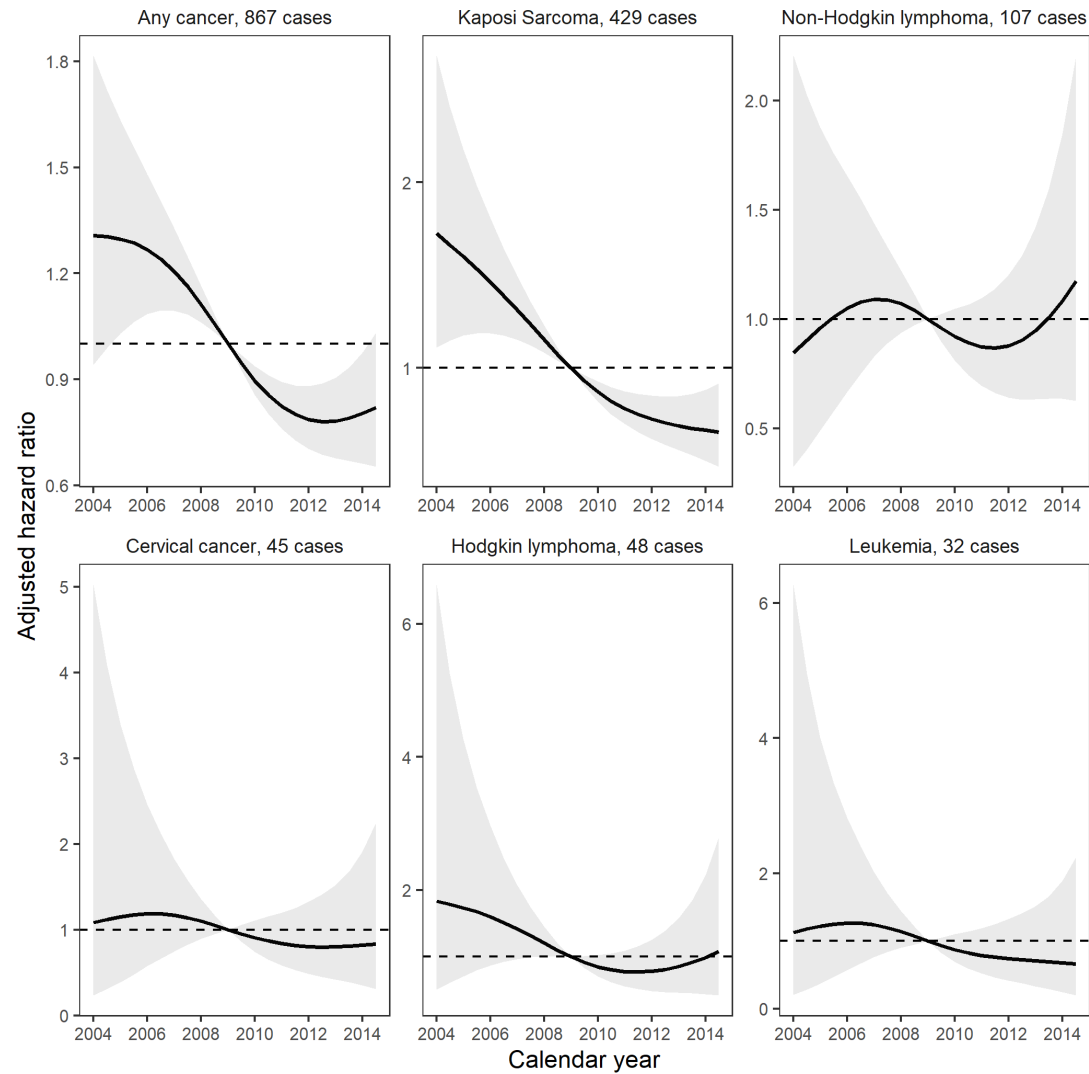 Any cancer, 867 cases
Kaposi Sarcoma, 429 cases
Non-Hodgkin lymphoma, 107 cases
1.8
1.5
1.2
0.9
0.6
2
1
2.0
1.5
1.0
0.5
2004 2006 2008 2010 2012 2014
2004 2006 2008 2010 2012 2014
2004 2006 2008 2010 2012 2014
Adjusted hazard ratio
Cervical cancer, 45 cases
Hodgkin lymphoma, 48 cases
Leukemia, 32 cases
5
4
3
2
1
0
6
4
2
6
4
2
0
2004 2006 2008 2010 2012 2014
2004 2006 2008 2010 2012 2014
2004 2006 2008 2010 2012 2014
Calendar year